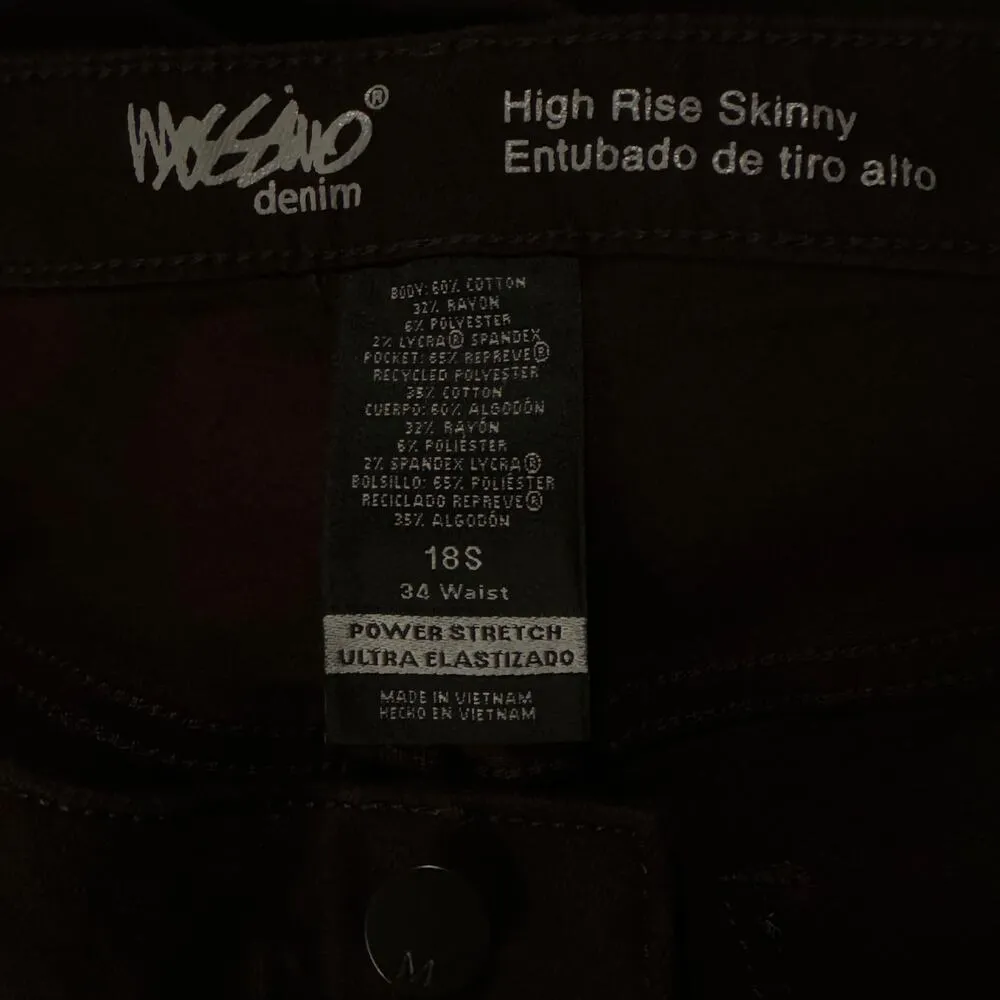 MOSSIMO®
denim
High Rise Skinny
Entubado de tiro alto
BODY: 60% COTTON
32% RAYON
6% POLYESTER
2% LYCRA® SPANDEX
POCKET: 65% REPREVE®
RECYCLED POLYESTER
35% COTTON
CUERPO: 60% ALGODÓN
32% RAYÓN
6% POLIÉSTER
2% SPANDEX LYCRA®
BOLSILLO: 65% POLIÉSTER
RECICLADO REPREVE®
35% ALGODÓN
18S
34 Waist
POWER STRETCH
ULTRA ELASTIZADO
MADE IN VIETNAM
HECHO EN VIETNAM
M